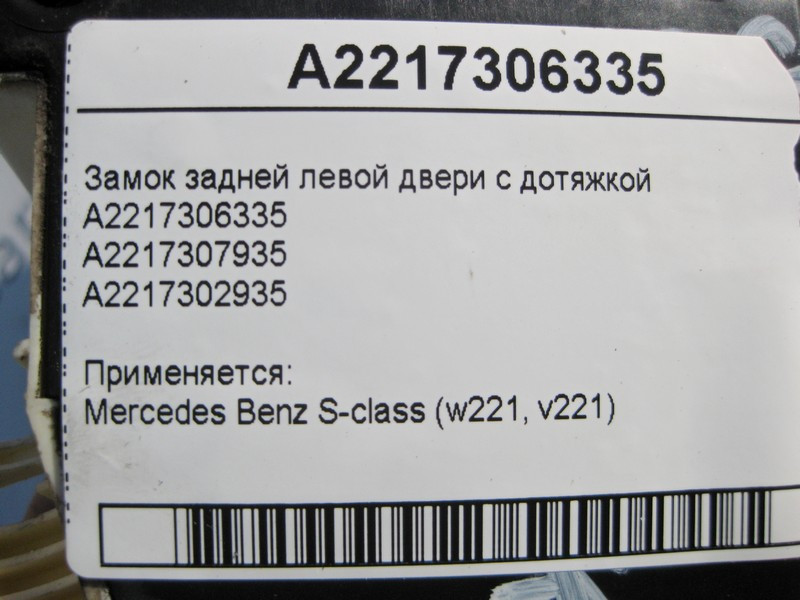 A2217306335
Замок задней левой двери с дотяжкой
A2217306335
A2217307935
A2217302935
Применяется:
Mercedes Benz S-class (w221, v221)